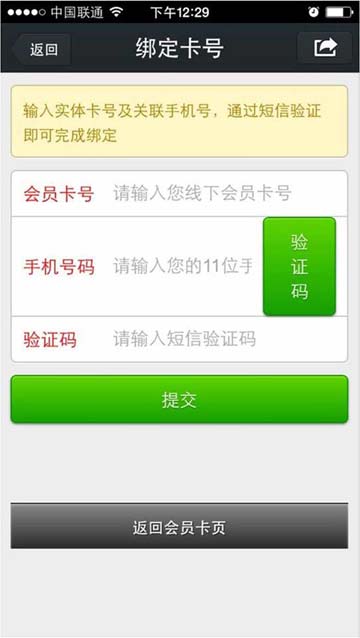 中国联通 下午12:29
返回 绑定卡号
输入实体卡号及关联手机号，通过短信验证
即可完成绑定
会员卡号 请输入您线下会员卡号
手机号码 请输入您的11位手
验
证
码
验证码 请输入短信验证码
提交
返回会员卡页